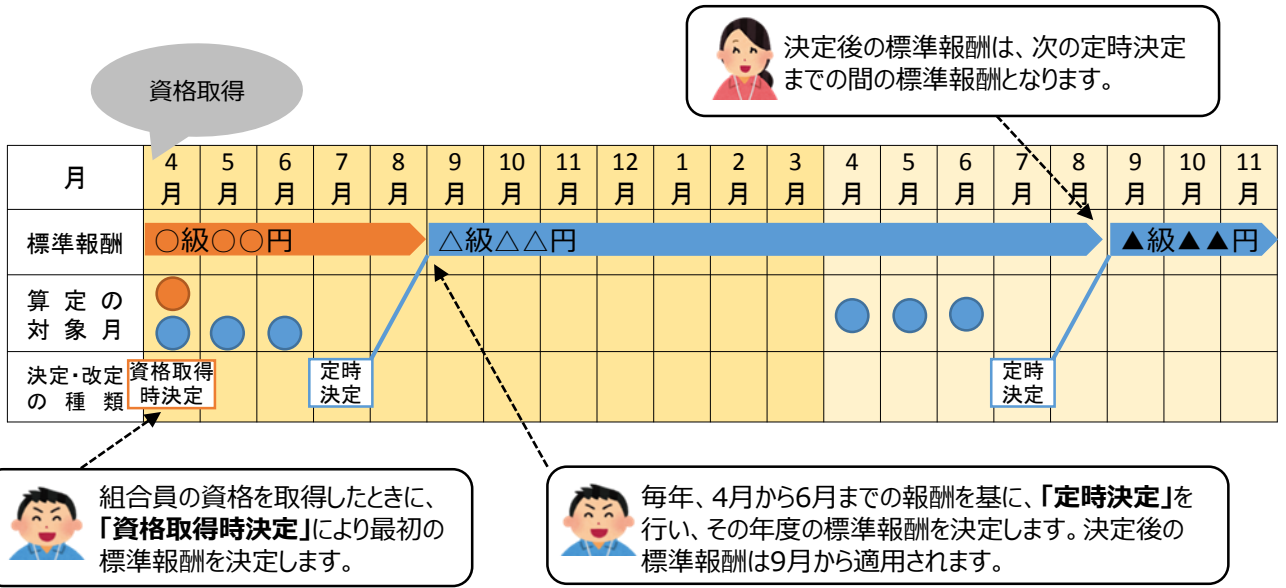 決定後の標準報酬は、次の定時決定
までの間の標準報酬となります。
資格取得
月 4月 5月 6月 7月 8月 9月 10月 11月 12月 1月 2月 3月 4月 5月 6月 7月 8月 9月 10月 11月
標準報酬 ○級○○円 △級△△円 ▲級▲▲円
算定の
対象月
決定・改定
の種類
資格取得
時決定
定時
決定
定時
決定
組合員の資格を取得したときに、
「資格取得時決定」により最初の
標準報酬を決定します。
毎年、4月から6月までの報酬を基に、「定時決定」を
行い、その年度の標準報酬を決定します。決定後の
標準報酬は9月から適用されます。